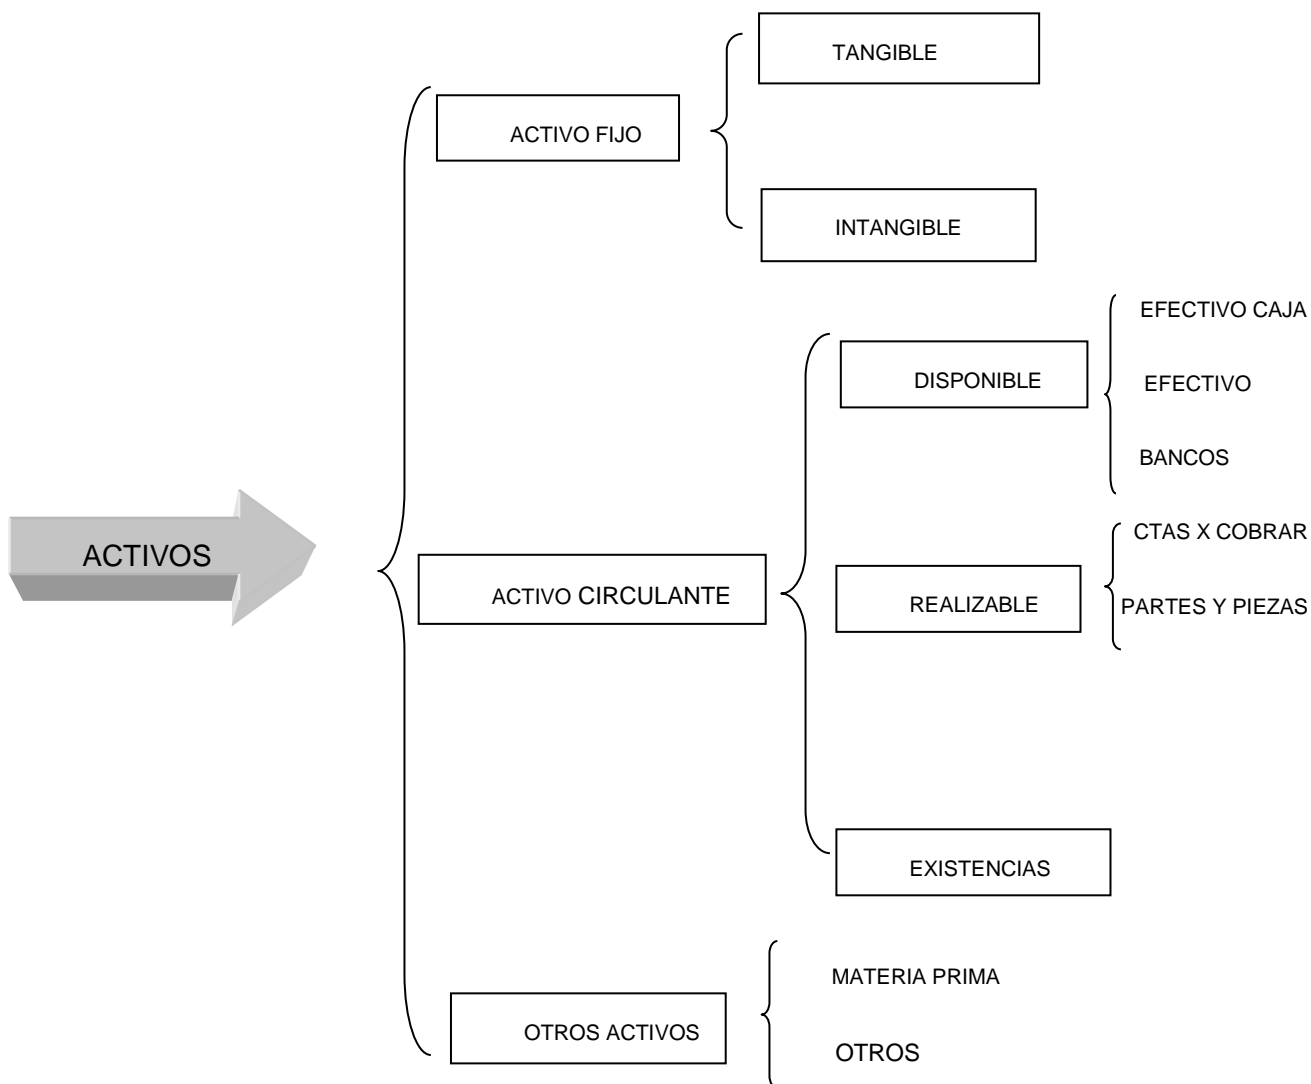 TANGIBLE
ACTIVO FIJO
INTANGIBLE
EFECTIVO CAJA
DISPONIBLE
EFECTIVO
BANCOS
CTAS X COBRAR
ACTIVOS
ACTIVO CIRCULANTE
REALIZABLE
PARTES Y PIEZAS
EXISTENCIAS
MATERIA PRIMA
OTROS ACTIVOS
OTROS